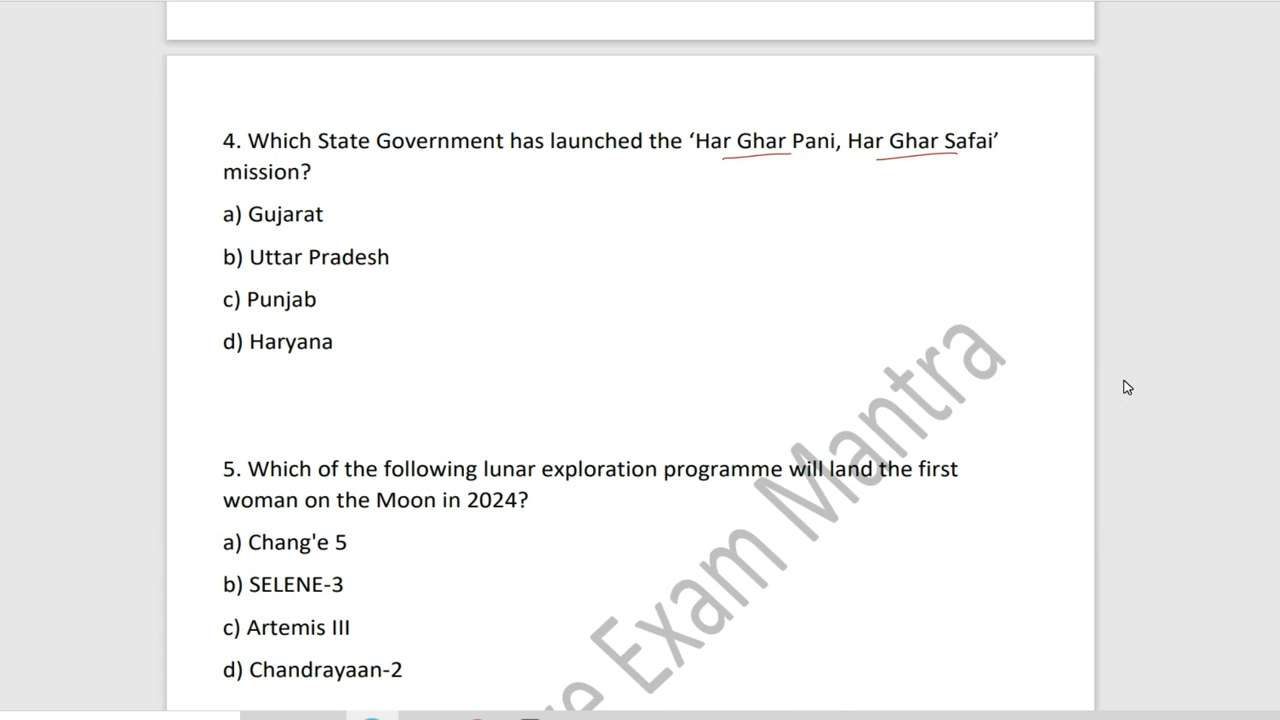 4. Which State Government has launched the ‘Har Ghar Pani, Har Ghar Safai’
mission?
a) Gujarat
b) Uttar Pradesh
c) Punjab
d) Haryana
5. Which of the following lunar exploration programme will land the first
woman on the Moon in 2024?
a) Chang'e 5
b) SELENE-3
c) Artemis III
d) Chandrayaan-2
Exam Mantra